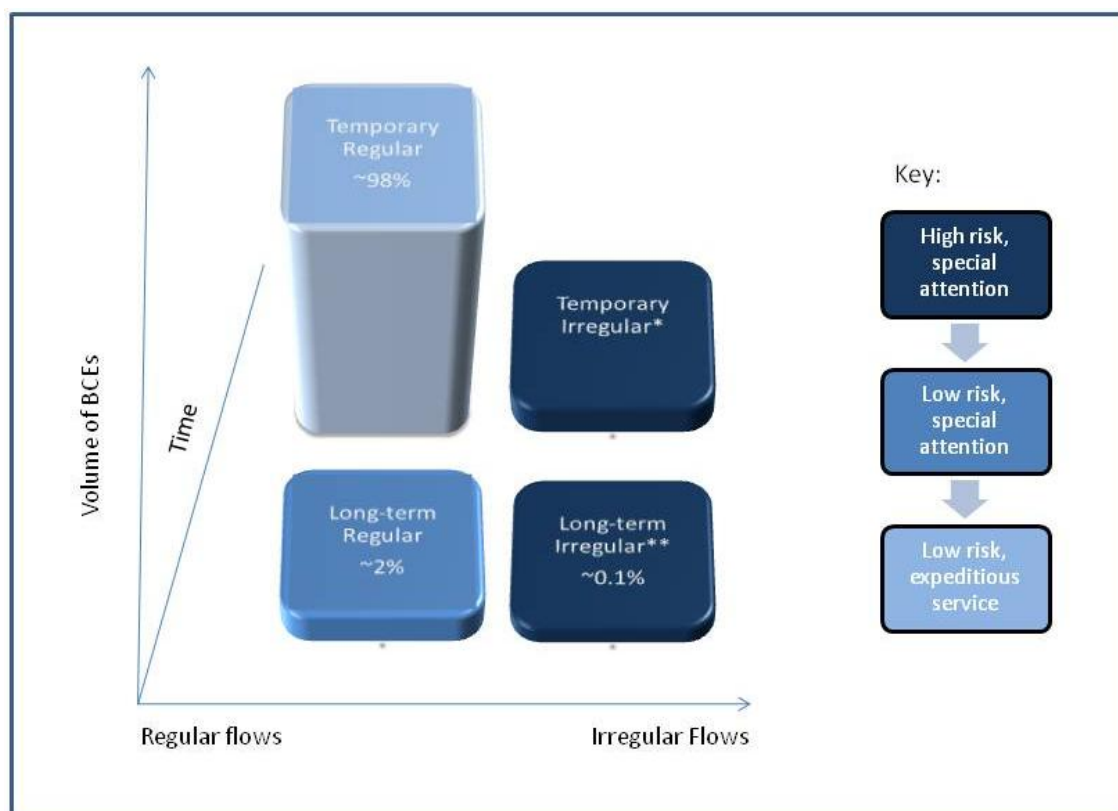 Temporary
Regular
~98%
Temporary
Irregular*
Long-term
Regular
~2%
Long-term
Irregular**
~0.1%
Volume of BCEs
Time
Regular flows
Irregular Flows
Key:
High risk,
special
attention
Low risk,
special
attention
Low risk,
expeditious
service